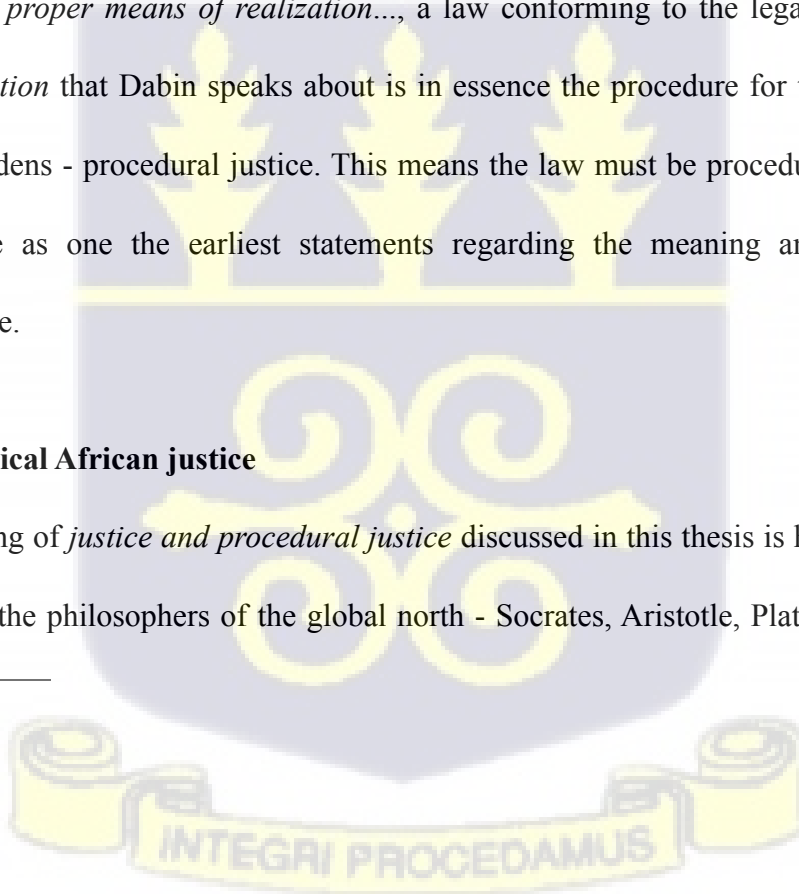 proper means of realization..., a law conforming to the lega
tion that Dabin speaks about is in essence the procedure for
dens - procedural justice. This means the law must be procedu
e as one the earliest statements regarding the meaning a
e.
ical African justice
ng of justice and procedural justice discussed in this thesis is
the philosophers of the global north - Socrates, Aristotle, Plat
INTEGRI PROCEDAMUS